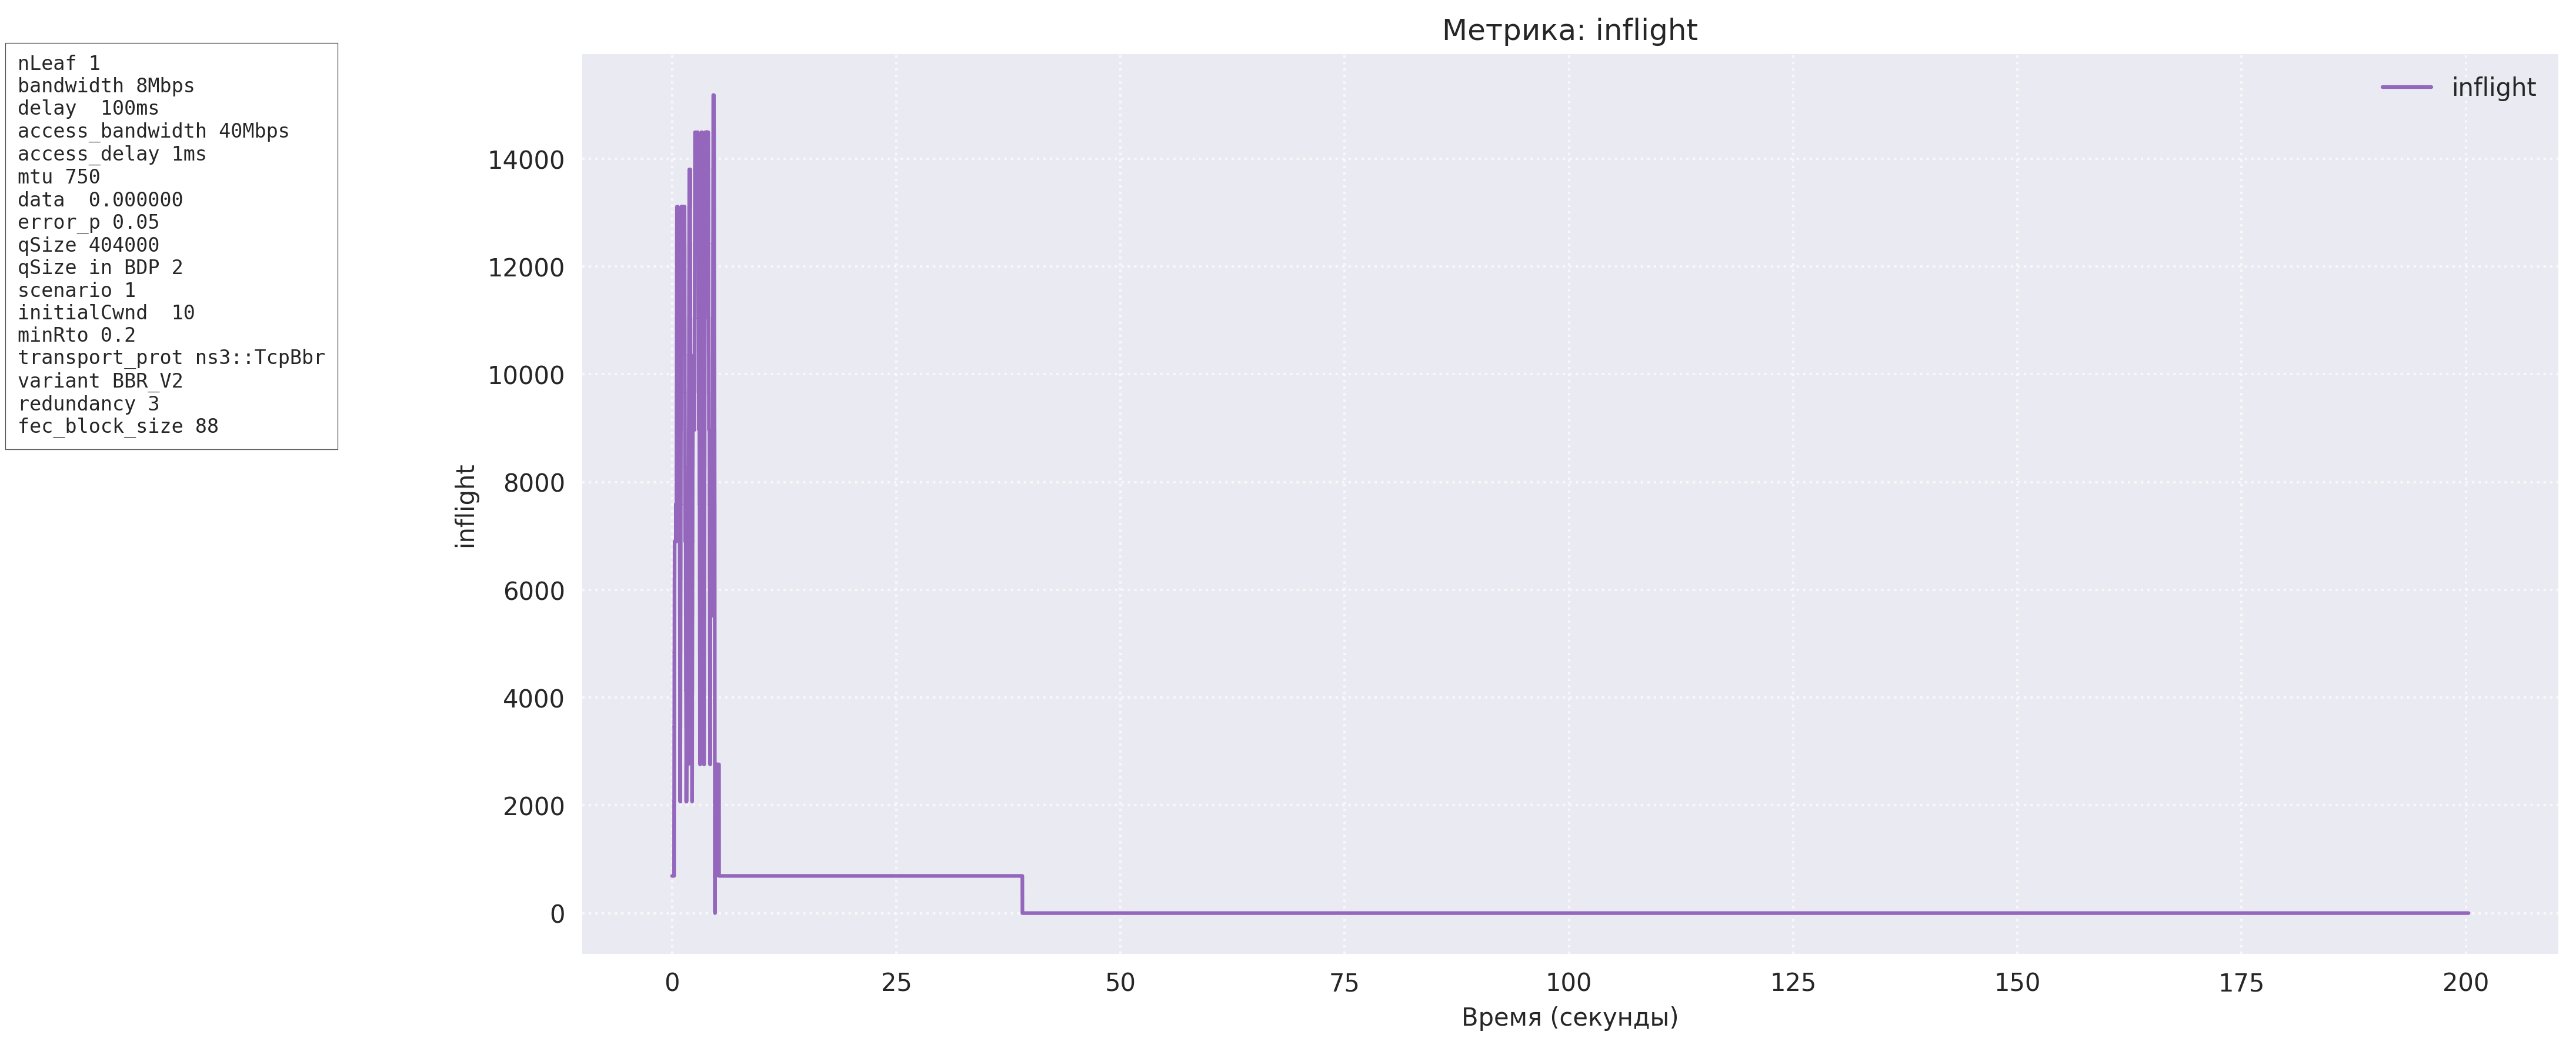 Метрика: inflight
nLeaf 1
bandwidth 8Mbps
delay  100ms
access_bandwidth 40Mbps
access_delay 1ms
mtu 750
data  0.000000
error_p 0.05
qSize 404000
qSize in BDP 2
scenario 1
initialCwnd  10
minRto 0.2
transport_prot ns3::TcpBbr
variant BBR_V2
redundancy 3
fec_block_size 88
inflight
inflight
14000
12000
10000
8000
6000
4000
2000
0
0 25 50 75 100 125 150 175 200
Время (секунды)